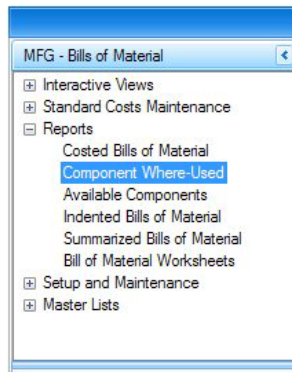 MFG - Bills of Material
Interactive Views
Standard Costs Maintenance
Reports
Costed Bills of Material
Component Where-Used
Available Components
Indented Bills of Material
Summarized Bills of Material
Bill of Material Worksheets
Setup and Maintenance
Master Lists